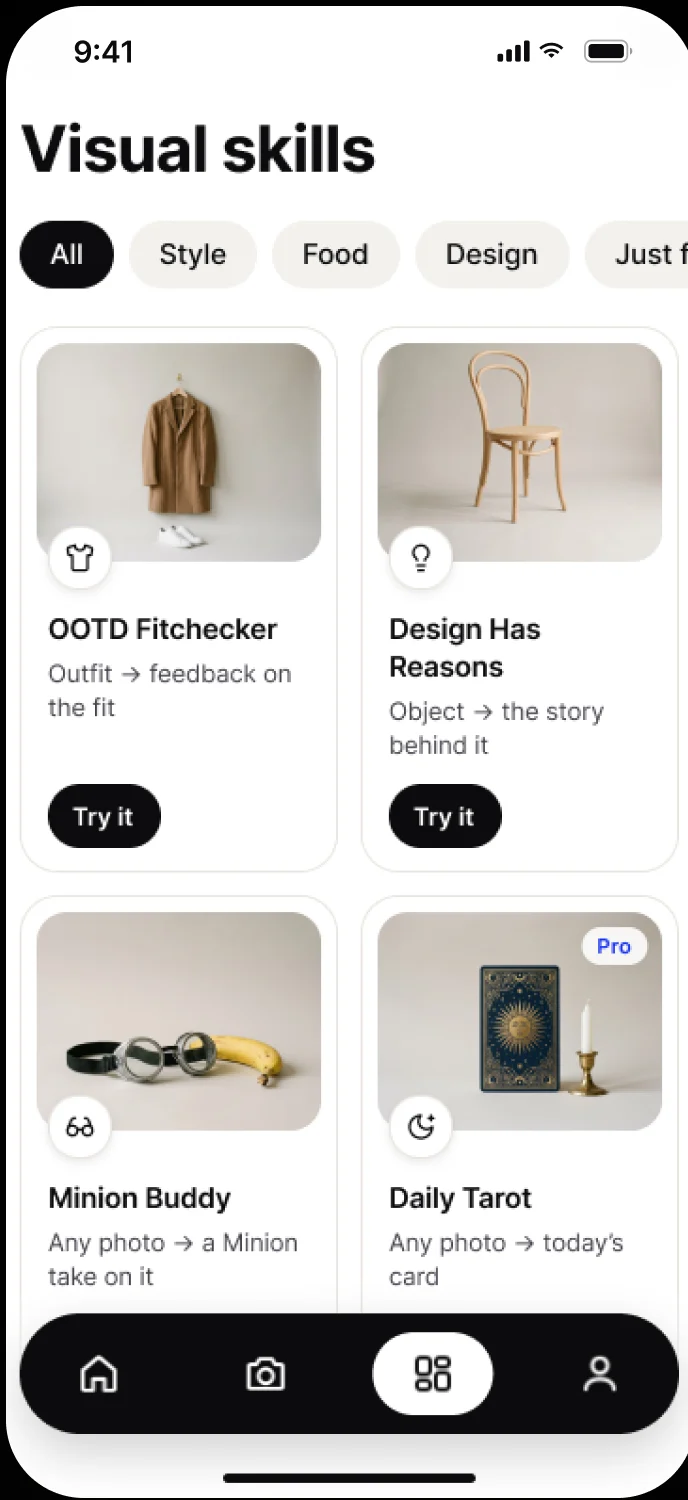 9:41
Visual skills
All
Style
Food
Design
Just f
OOTD Fitchecker
Outfit → feedback on
the fit
Try it
Design Has
Reasons
Object → the story
behind it
Try it
Minion Buddy
Any photo → a Minion
take on it
Pro
Daily Tarot
Any photo → today’s
card